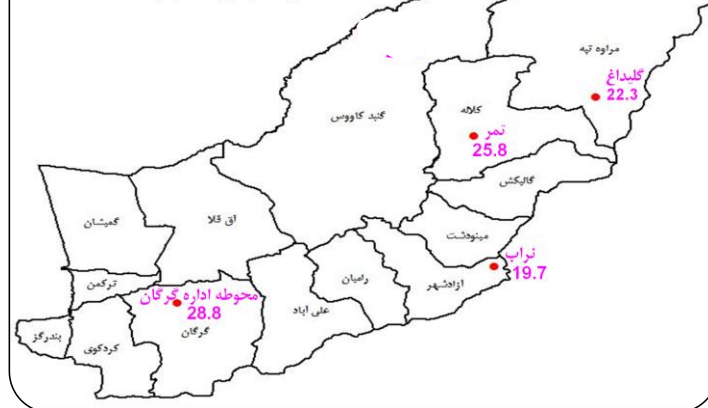 مراوه تپه
گلیداغ
22.3
کلاله
تمر
25.8
گنبد کاووس
گالیکش
گمیشان
اق قلا
مینودشت
نراب
19.7
ترکمن
رامیان
ازادشهر
محوطه اداره گرگان
28.8
علی اباد
گرگان
بندرگز
کردکوی